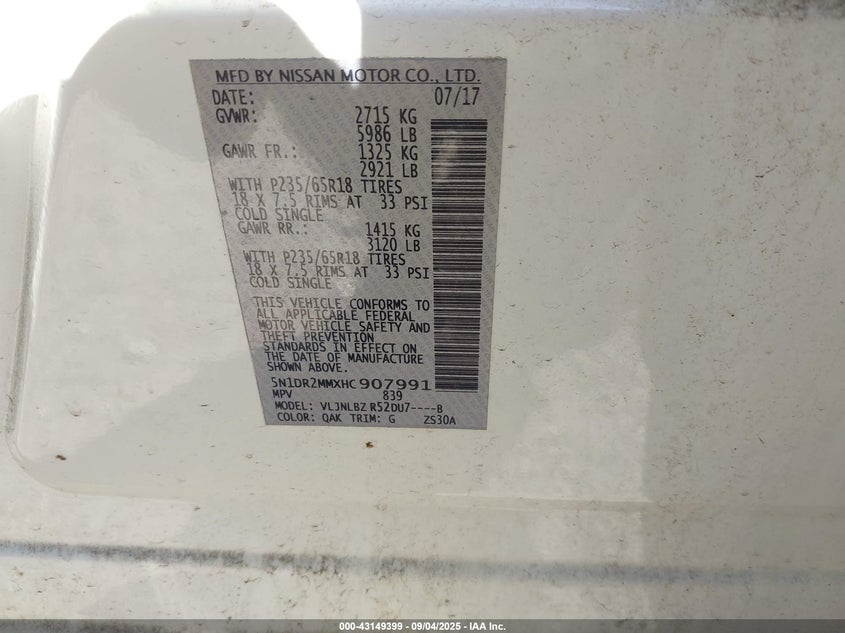 MFD BY NISSAN MOTOR CO., LTD.
DATE: 07/17
GVWR: 2715 KG
5986 LB
GAWR FR.: 1325 KG
2921 LB
WITH P235/65R18 TIRES
18 X 7.5 RIMS AT 33 PSI
COLD SINGLE
GAWR RR.: 1415 KG
3120 LB
WITH P235/65R18 TIRES
18 X 7.5 RIMS AT 33 PSI
COLD SINGLE
THIS VEHICLE CONFORMS TO
ALL APPLICABLE FEDERAL
MOTOR VEHICLE SAFETY AND
THEFT PREVENTION
STANDARDS IN EFFECT ON
THE DATE OF MANUFACTURE
SHOWN ABOVE.
5N1DR2MMXHC907991
MPV 839
MODEL: VLJNLBZ R52DU7----B
COLOR: QAK TRIM: G ZS30A
000-43149399 - 09/04/2025 - IAA Inc.